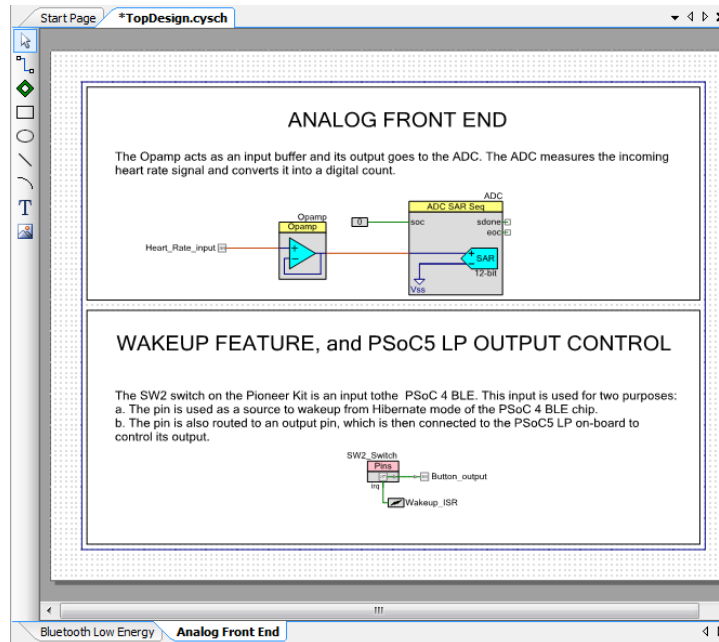 Start Page
*TopDesign.cysch
T
ANALOG FRONT END
The Opamp acts as an input buffer and its output goes to the ADC. The ADC measures the incoming
heart rate signal and converts it into a digital count.
ADC
ADC SAR Seq
Opamp
Opamp
0
soc
sdone
eoc
Heart_Rate_input
SAR
12-bit
Vss
WAKEUP FEATURE, and PSoC5 LP OUTPUT CONTROL
The SW2 switch on the Pioneer Kit is an input tothe PSoC 4 BLE. This input is used for two purposes:
a. The pin is used as a source to wakeup from Hibernate mode of the PSoC 4 BLE chip.
b. The pin is also routed to an output pin, which is then connected to the PSoC5 LP on-board to
control its output.
SW2_Switch
Pins
Button_output
irq
Wakeup_ISR
Bluetooth Low Energy
Analog Front End